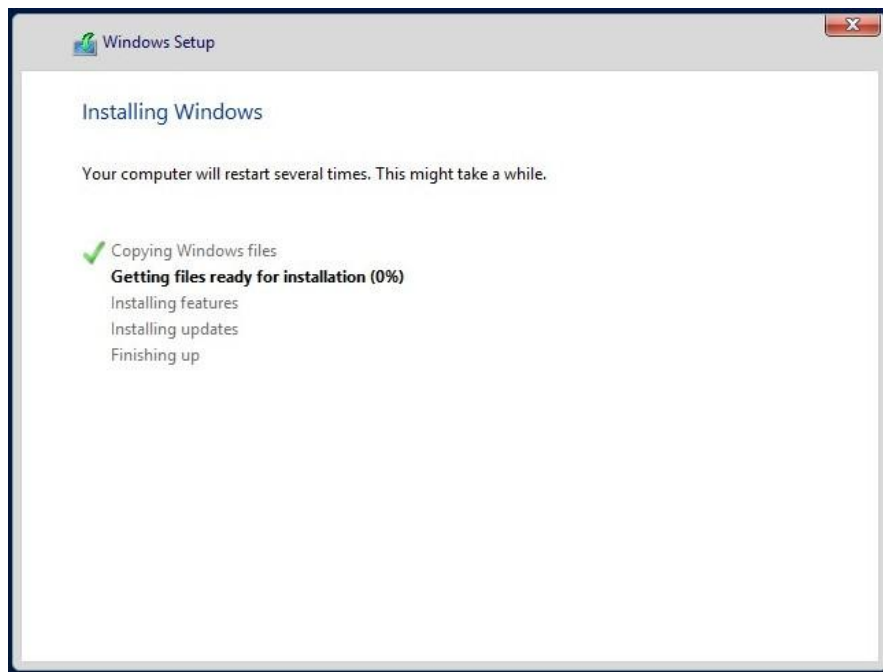 Windows Setup
Installing Windows
Your computer will restart several times. This might take a while.
Copying Windows files
Getting files ready for installation (0%)
Installing features
Installing updates
Finishing up